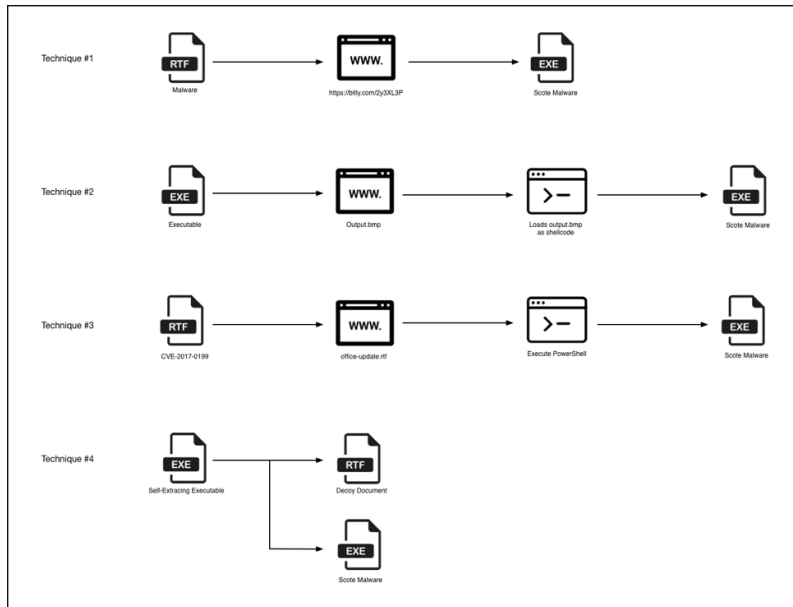 Technique #1
RTF
Malware
WWW.
https://bitly.com/2y3XL3P
EXE
Scote Malware
Technique #2
EXE
Executable
WWW.
Output.bmp
Loads output.bmp
as shellcode
EXE
Scote Malware
Technique #3
RTF
CVE-2017-0199
WWW.
office-update.rtf
Execute PowerShell
EXE
Scote Malware
Technique #4
EXE
Self-Extracing Executable
RTF
Decoy Document
EXE
Scote Malware